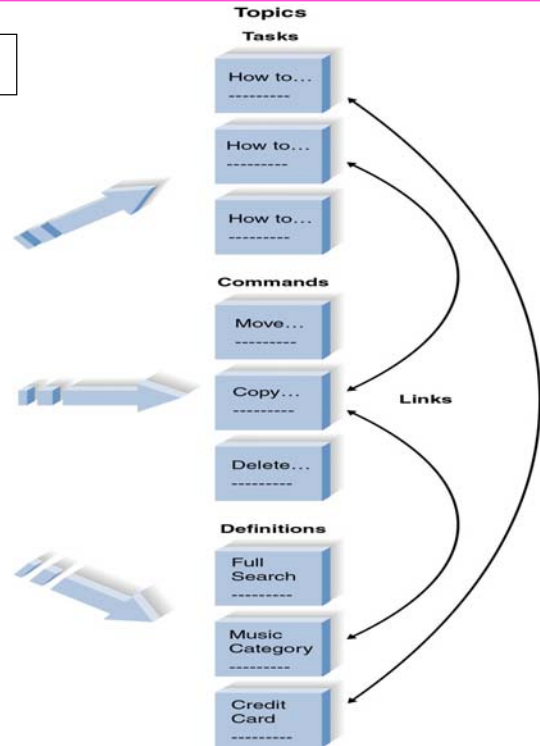 Topics
Tasks
How to...
---------
How to...
---------
How to...
---------
Commands
Move...
---------
Copy...
---------
Links
Delete...
---------
Definitions
Full
Search
---------
Music
Category
---------
Credit
Card
---------